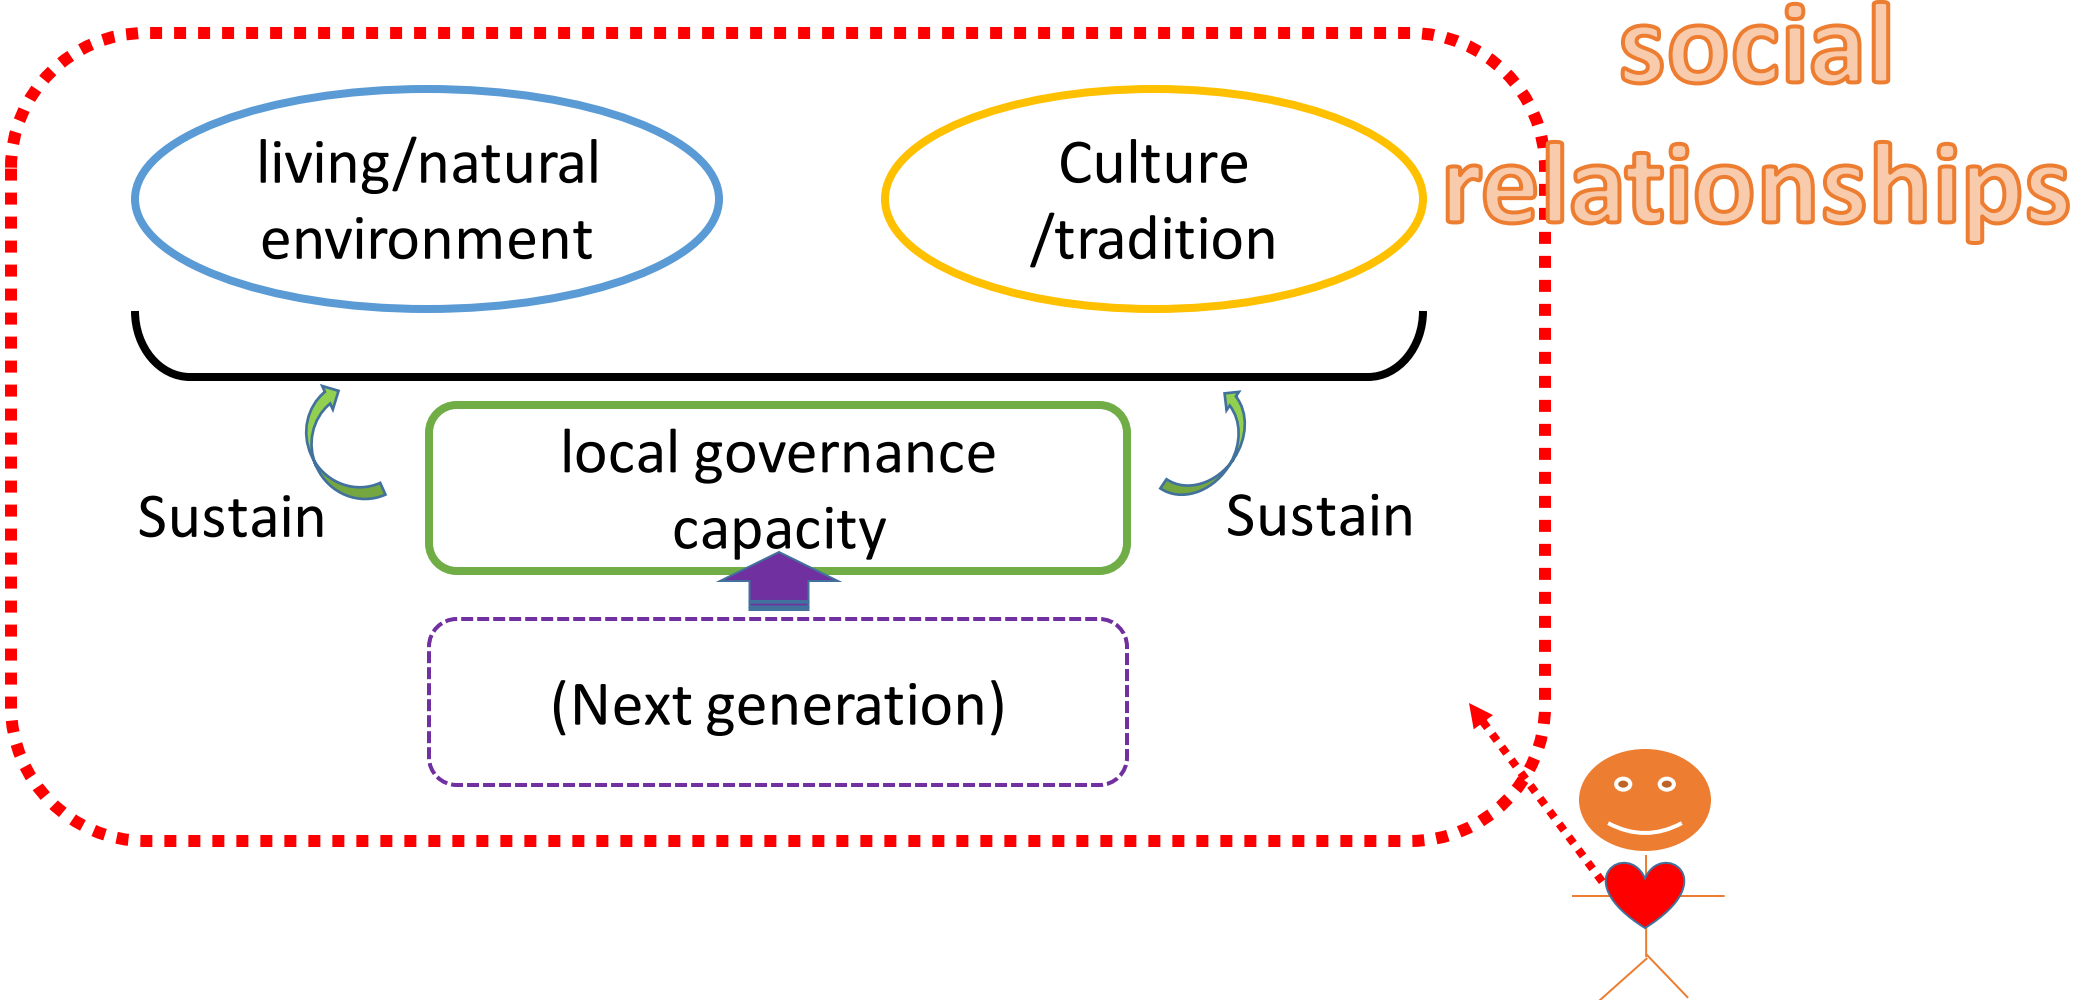 social
relationships
living/natural
environment
Culture
/tradition
local governance
capacity
Sustain
Sustain
(Next generation)